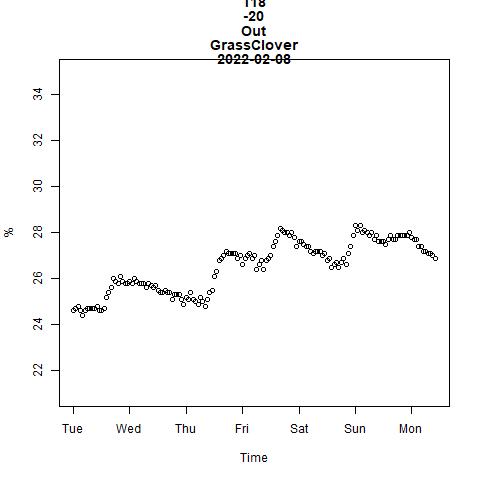 T18
-20
Out
GrassClover
2022-02-08
%
34
32
30
28
26
24
22
Tue Wed Thu Fri Sat Sun Mon
Time